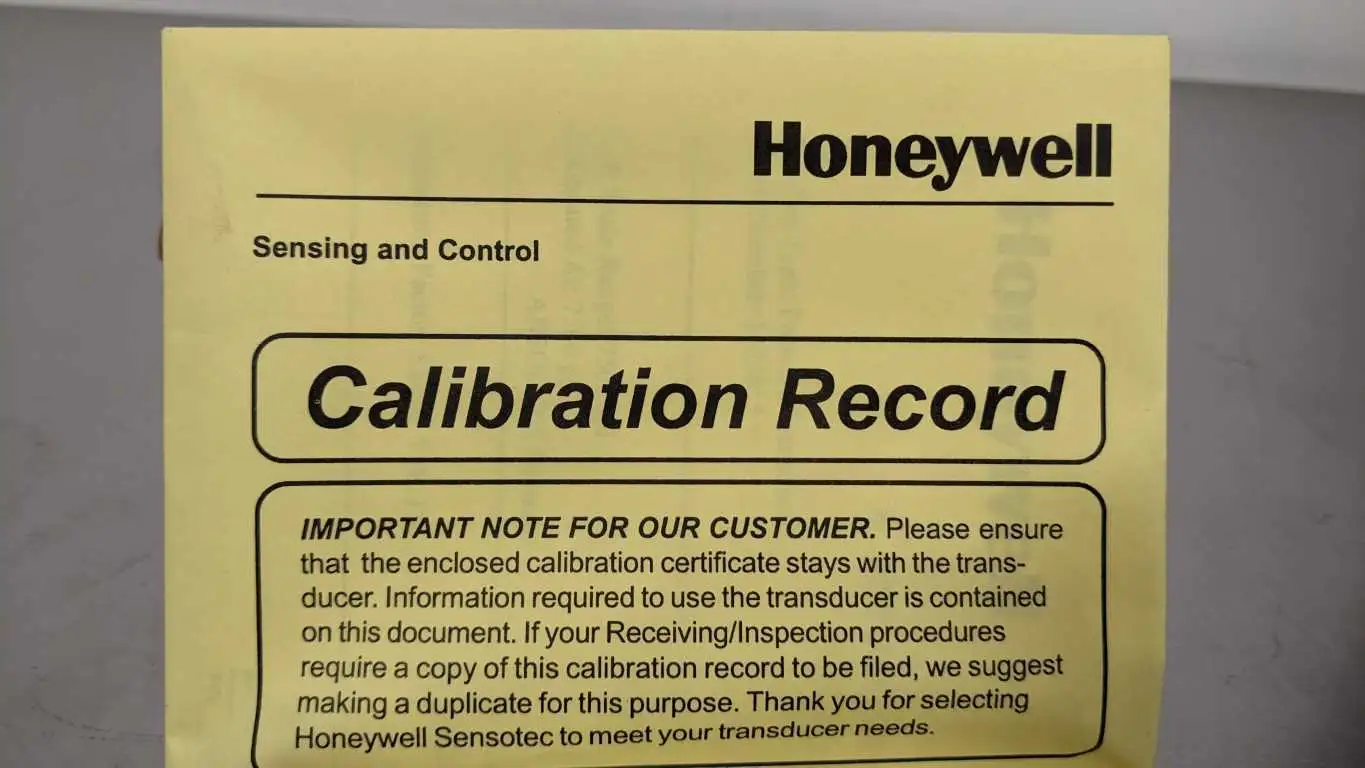 Honeywell
Sensing and Control
Calibration Record
IMPORTANT NOTE FOR OUR CUSTOMER. Please ensure
that the enclosed calibration certificate stays with the trans-
ducer. Information required to use the transducer is contained
on this document. If your Receiving/Inspection procedures
require a copy of this calibration record to be filed, we suggest
making a duplicate for this purpose. Thank you for selecting
Honeywell Sensotec to meet your transducer needs.